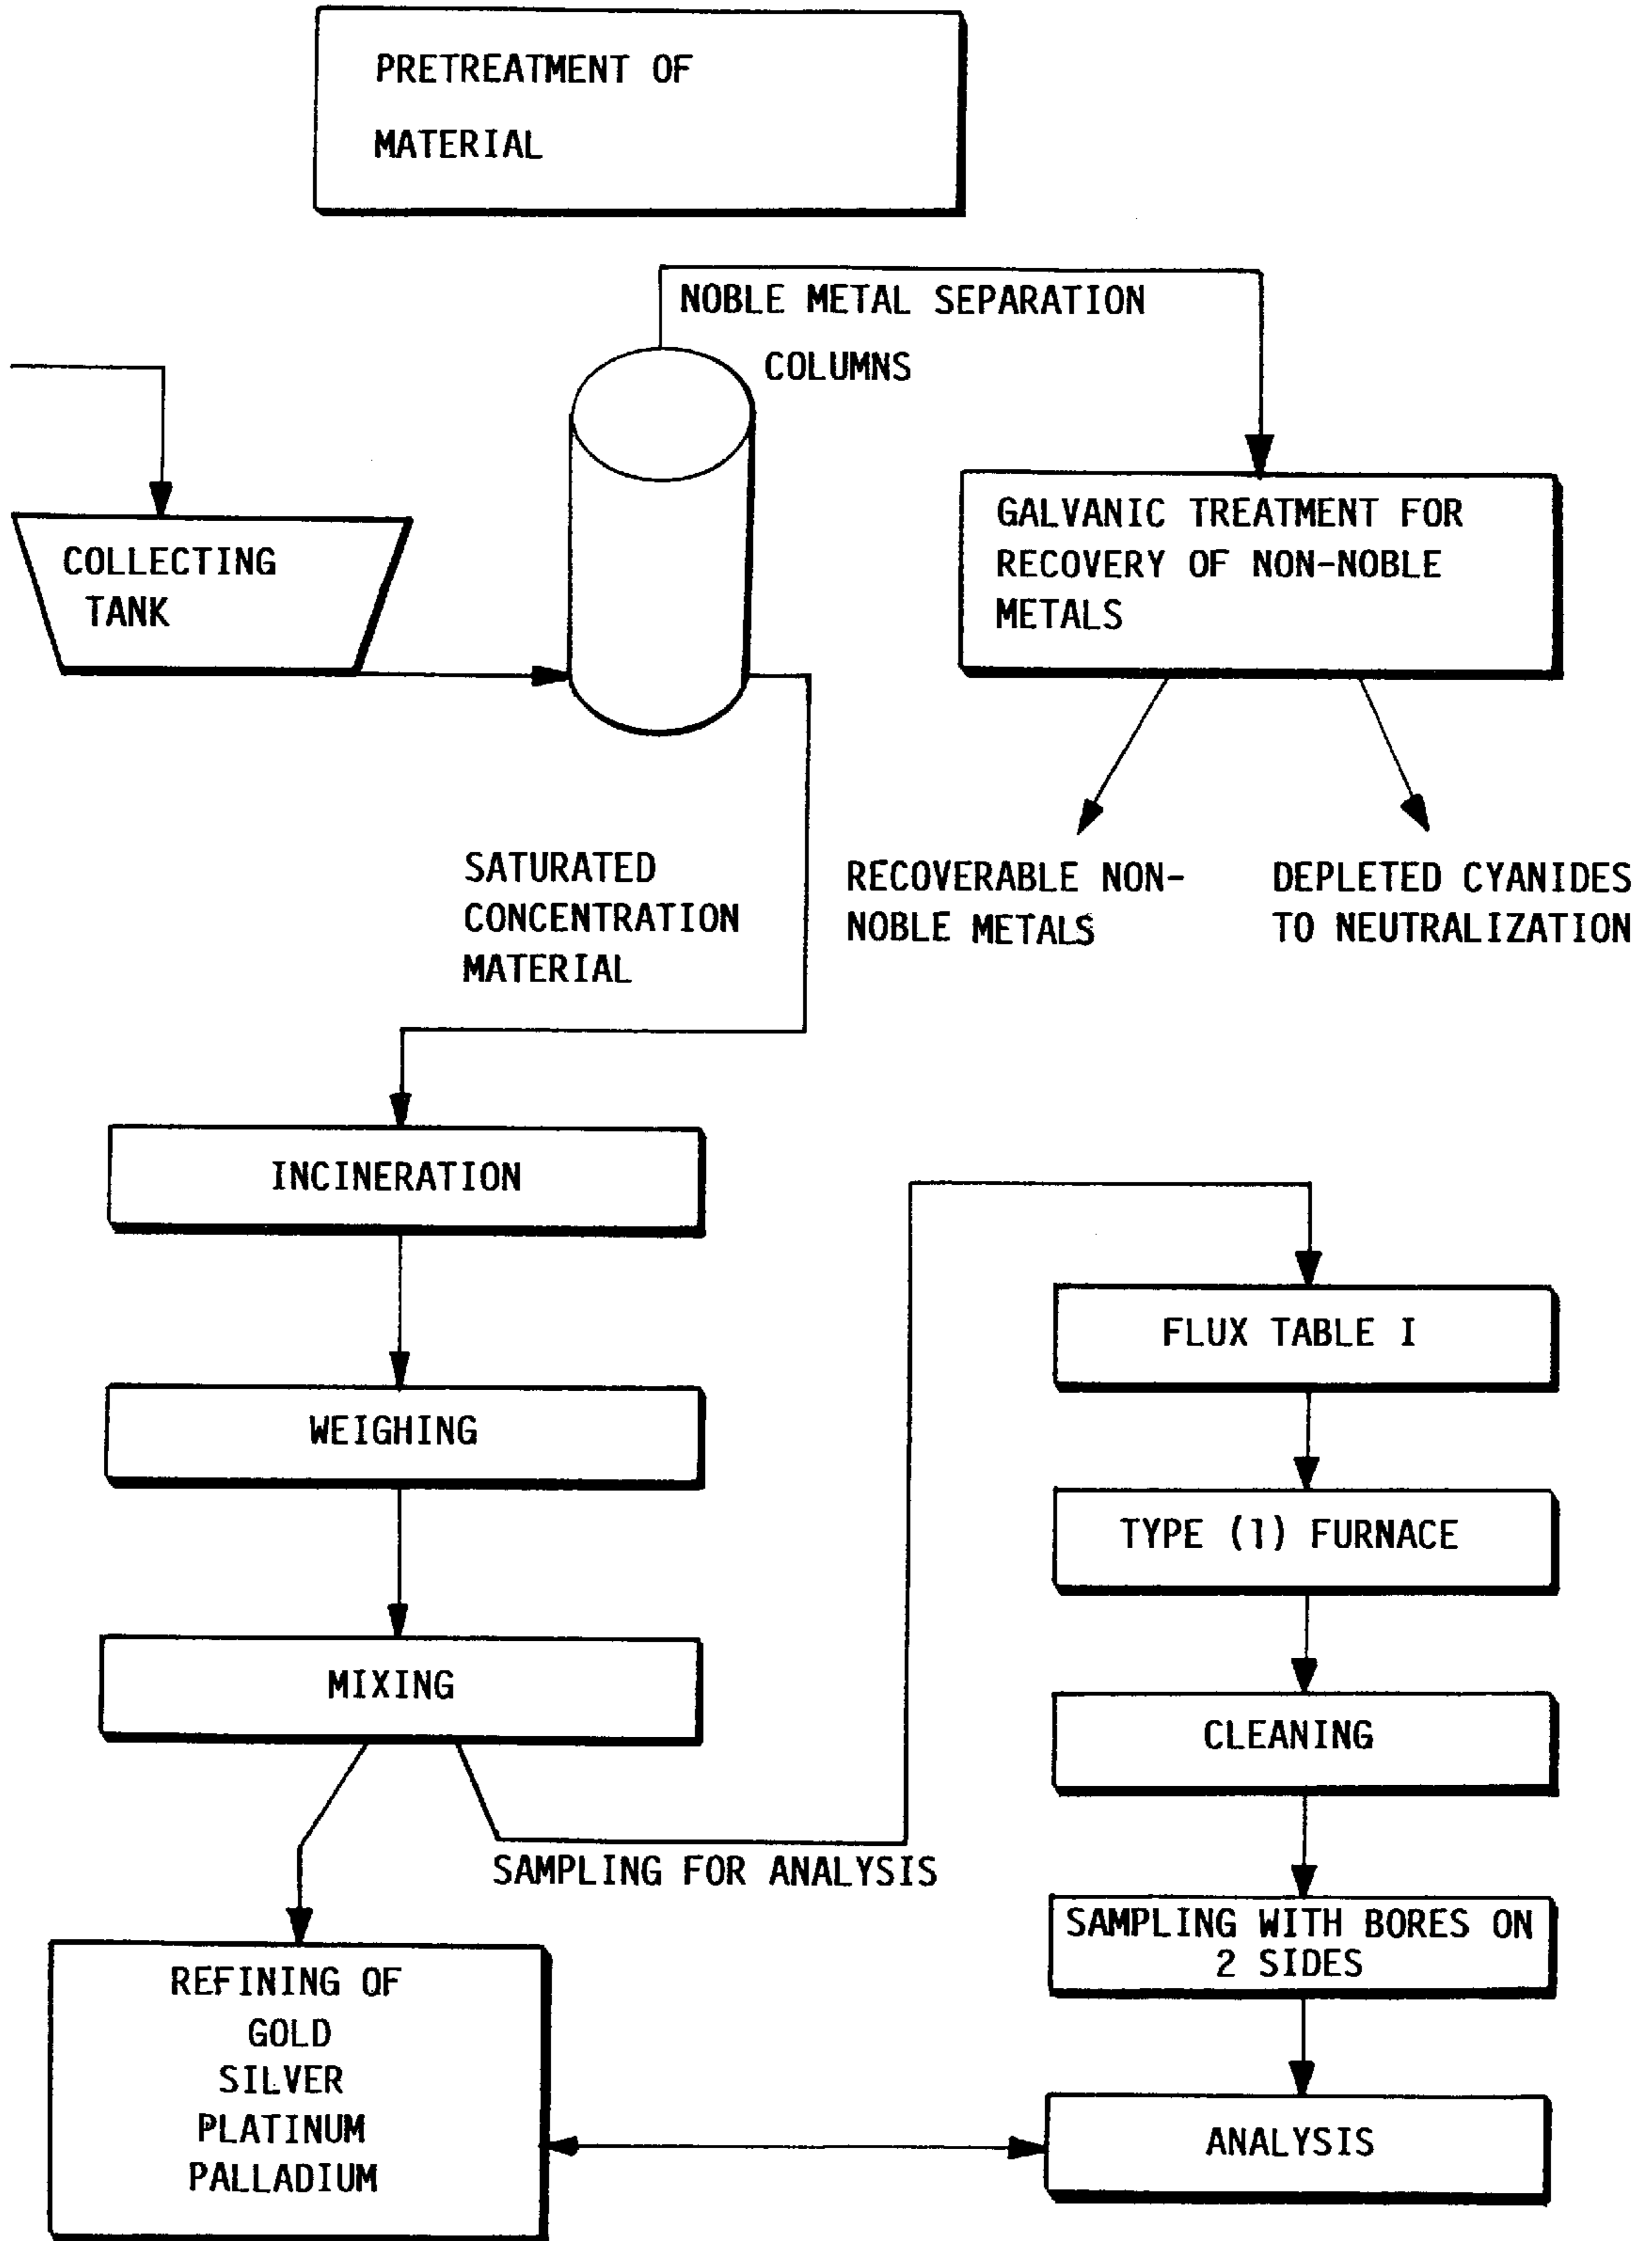 PRETREATMENT OF
MATERIAL
NOBLE METAL SEPARATION
COLUMNS
COLLECTING
TANK
GALVANIC TREATMENT FOR
RECOVERY OF NON-NOBLE
METALS
SATURATED
CONCENTRATION
MATERIAL
RECOVERABLE NON-
NOBLE METALS
DEPLETED CYANIDES
TO NEUTRALIZATION
INCINERATION
WEIGHING
MIXING
SAMPLING FOR ANALYSIS
FLUX TABLE I
TYPE (1) FURNACE
CLEANING
SAMPLING WITH BORES ON
2 SIDES
REFINING OF
GOLD
SILVER
PLATINUM
PALLADIUM
ANALYSIS